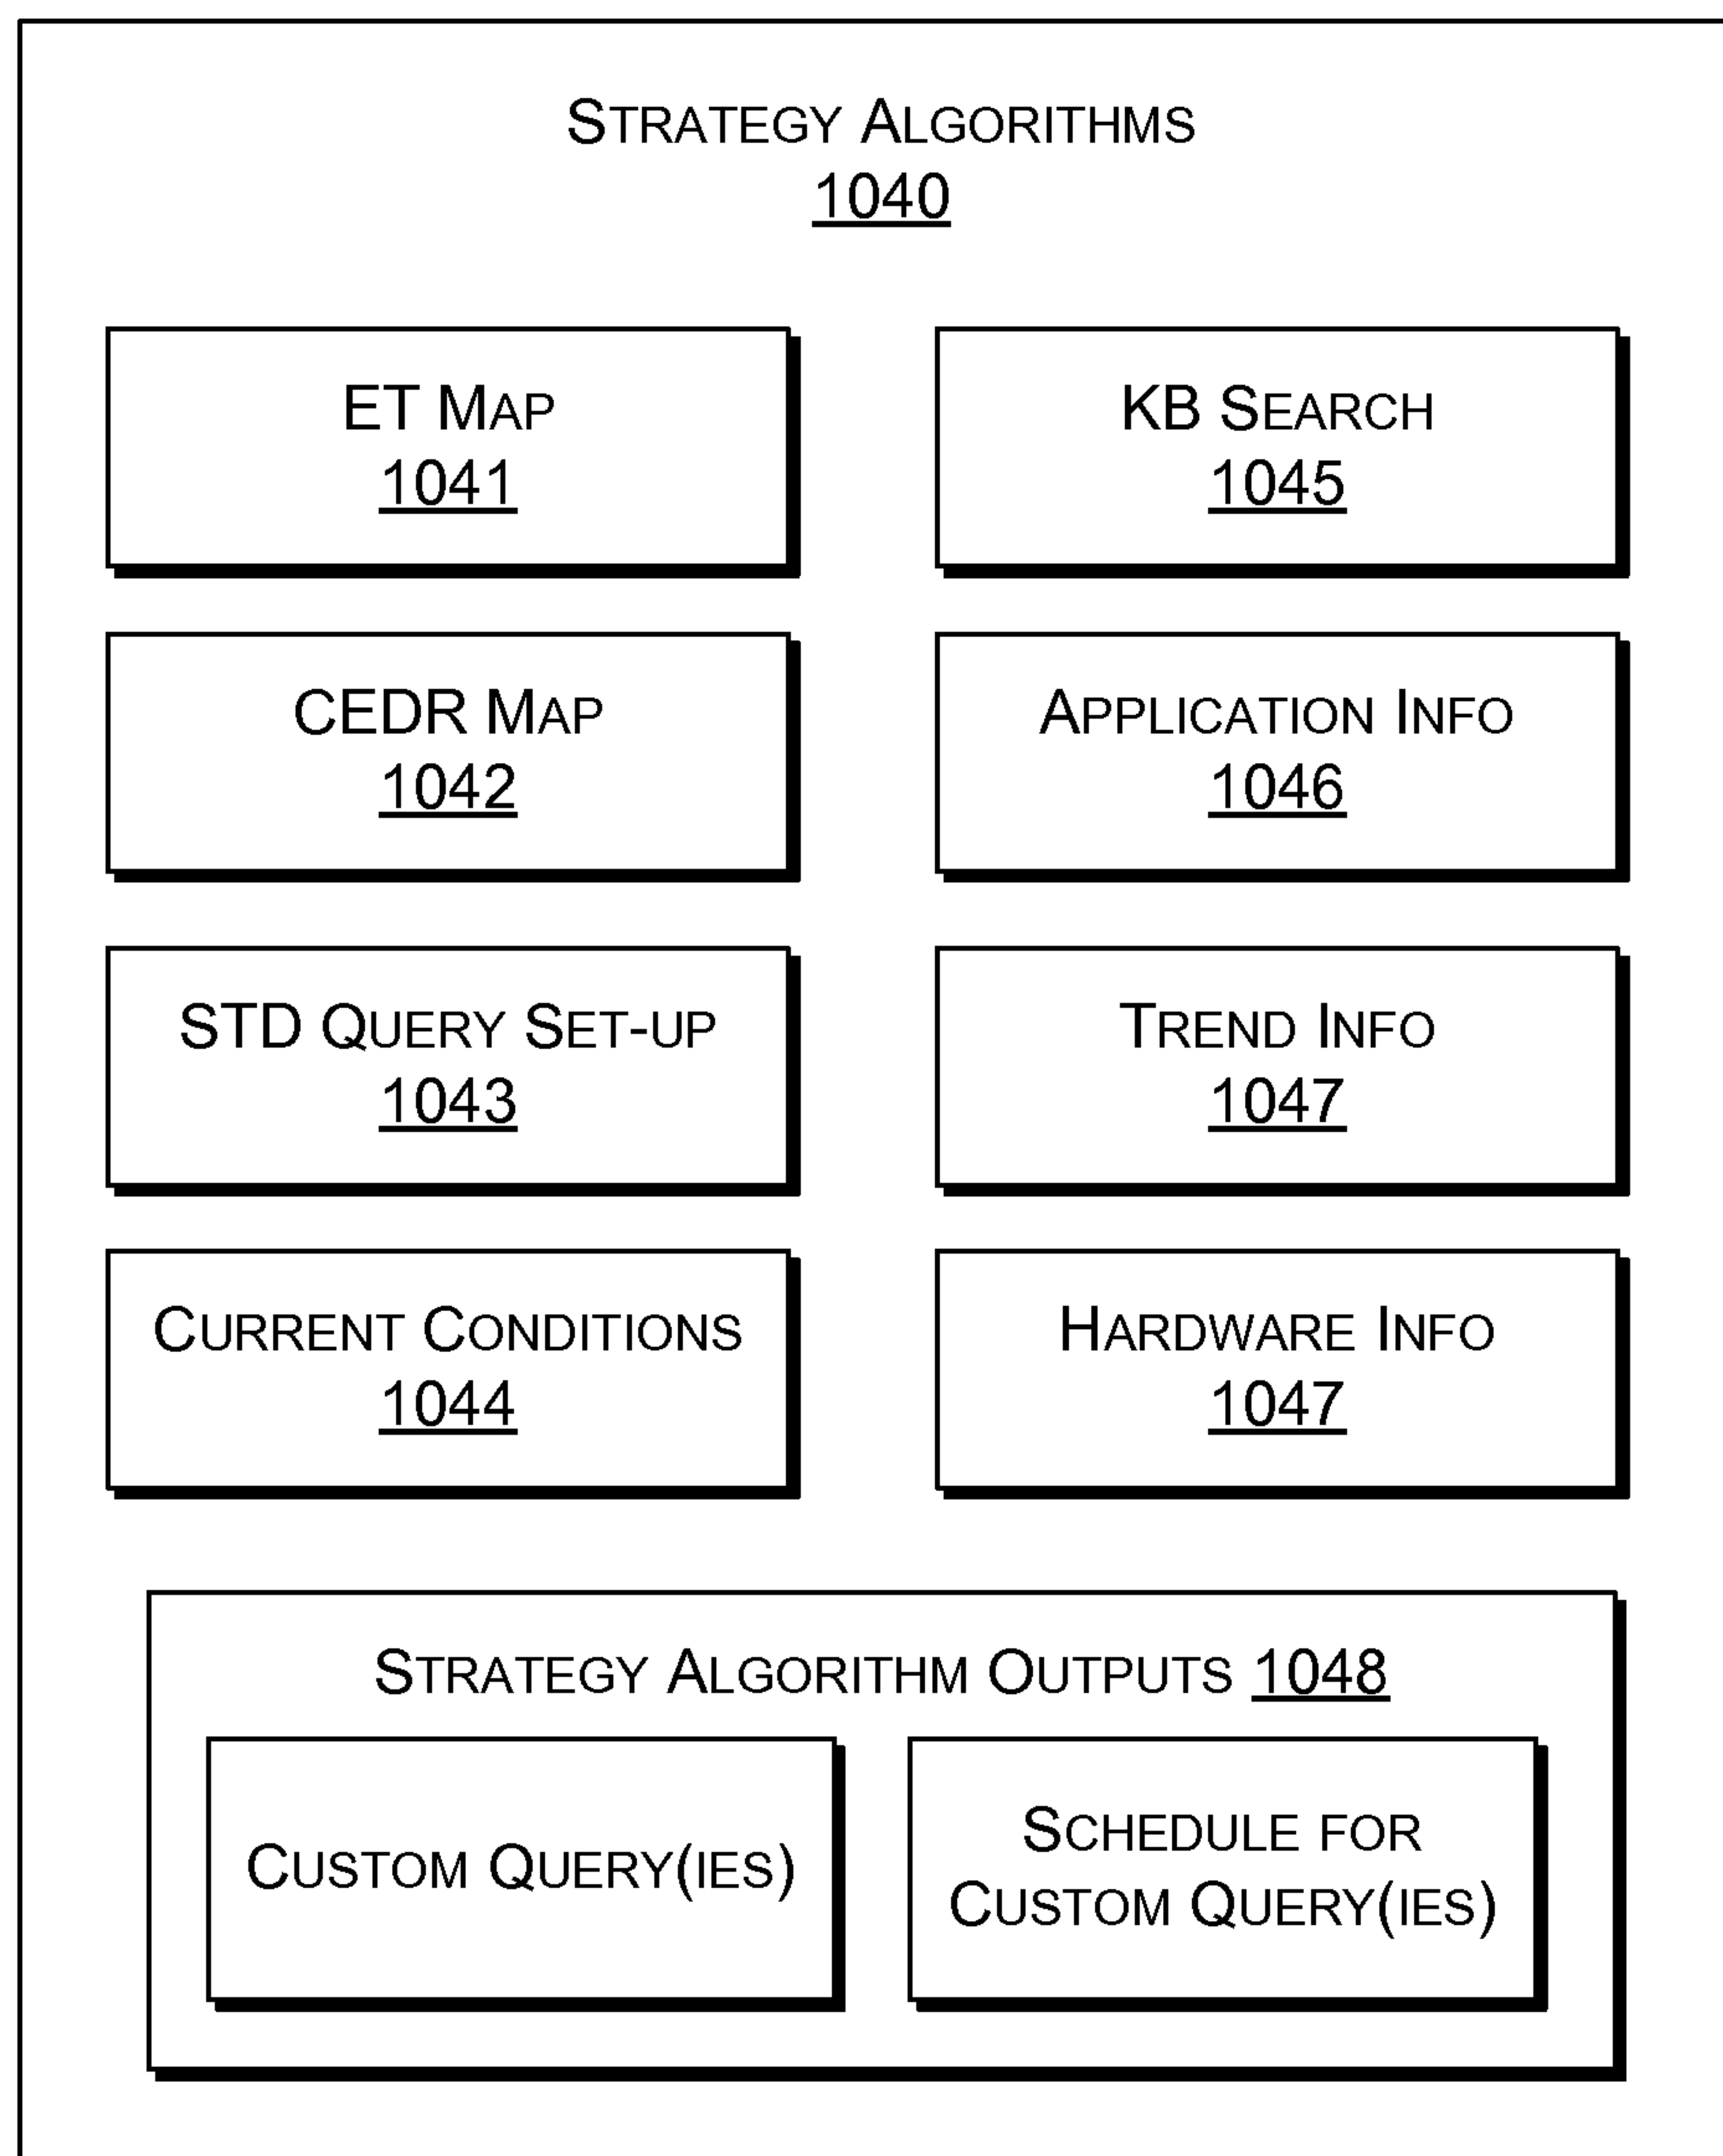 STRATEGY ALGORITHMS
1040
ET MAP
1041
KB SEARCH
1045
CEDR MAP
1042
APPLICATION INFO
1046
STD QUERY SET-UP
1043
TREND INFO
1047
CURRENT CONDITIONS
1044
HARDWARE INFO
1047
STRATEGY ALGORITHM OUTPUTS 1048
CUSTOM QUERY(IES)
SCHEDULE FOR
CUSTOM QUERY(IES)